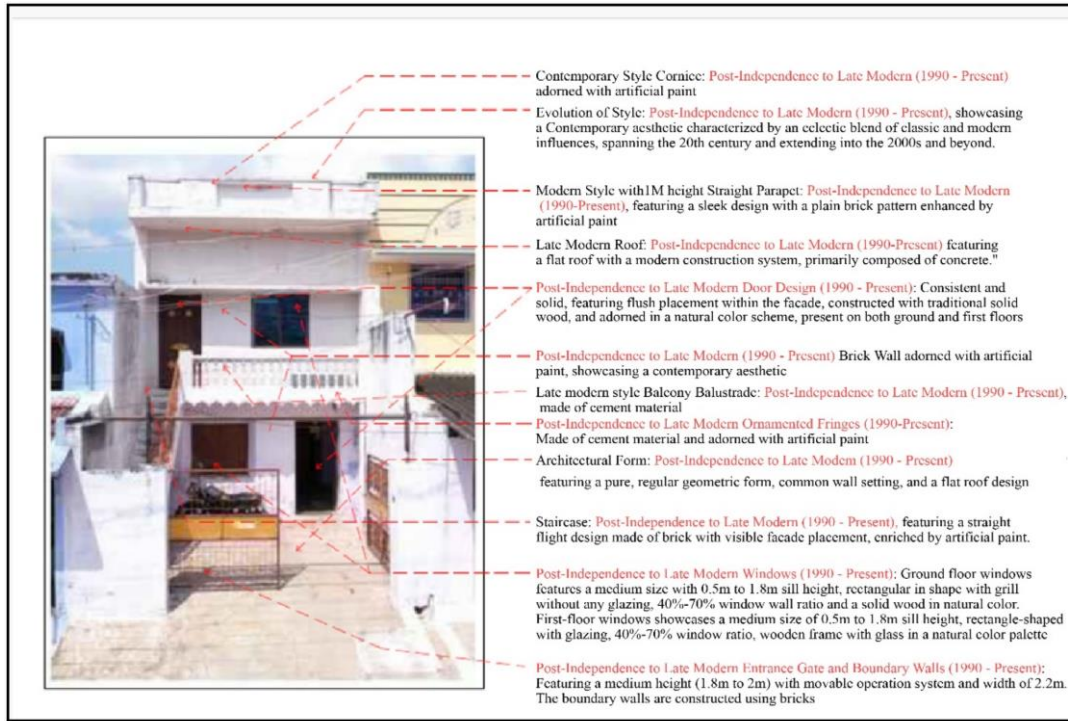 Contemporary Style Cornice: Post-Independence to Late Modern (1990 - Present)
adorned with artificial paint
Evolution of Style: Post-Independence to Late Modern (1990 - Present), showcasing
a Contemporary aesthetic characterized by an eclectic blend of classic and modern
influences, spanning the 20th century and extending into the 2000s and beyond.
Modern Style with1M height Straight Parapet: Post-Independence to Late Modern
(1990-Present), featuring a sleek design with a plain brick pattern enhanced by
artificial paint
Late Modern Roof: Post-Independence to Late Modern (1990-Present) featuring
a flat roof with a modern construction system, primarily composed of concrete."
Post-Independence to Late Modern Door Design (1990 - Present): Consistent and
solid, featuring flush placement within the facade, constructed with traditional solid
wood, and adorned in a natural color scheme, present on both ground and first floors
Post-Independence to Late Modern (1990 - Present) Brick Wall adorned with artificial
paint, showcasing a contemporary aesthetic
Late modern style Balcony Balustrade: Post-Independence to Late Modern (1990 - Present),
made of cement material
Post-Independence to Late Modern Ornamented Fringes (1990-Present):
Made of cement material and adorned with artificial paint
Architectural Form: Post-Independence to Late Modern (1990 - Present)
featuring a pure, regular geometric form, common wall setting, and a flat roof design
Staircase: Post-Independence to Late Modern (1990 - Present), featuring a straight
flight design made of brick with visible facade placement, enriched by artificial paint.
Post-Independence to Late Modern Windows (1990 - Present): Ground floor windows
features a medium size with 0.5m to 1.8m sill height, rectangular in shape with grill
without any glazing, 40%-70% window wall ratio and a solid wood in natural color.
First-floor windows showcases a medium size of 0.5m to 1.8m sill height, rectangle-shaped
with glazing, 40%-70% window ratio, wooden frame with glass in a natural color palette
Post-Independence to Late Modern Entrance Gate and Boundary Walls (1990 - Present):
Featuring a medium height (1.8m to 2m) with movable operation system and width of 2.2m.
The boundary walls are constructed using bricks